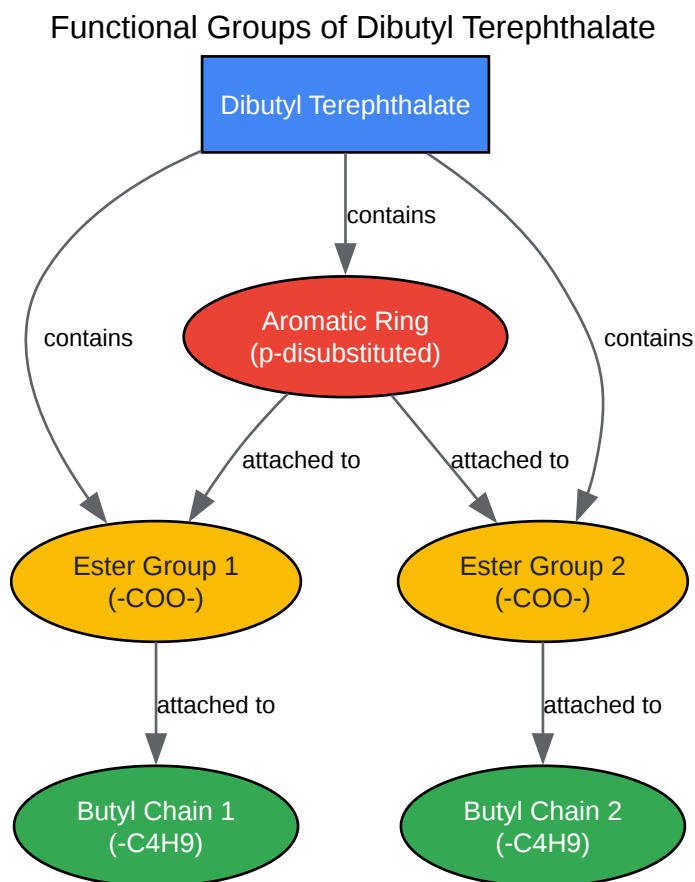 Functional Groups of Dibutyl Terephthalate
Dibutyl Terephthalate
contains
Aromatic Ring
(p-disubstituted)
contains
contains
attached to
attached to
Ester Group 1
(-COO-)
Ester Group 2
(-COO-)
attached to
attached to
Butyl Chain 1
(-C4H9)
Butyl Chain 2
(-C4H9)